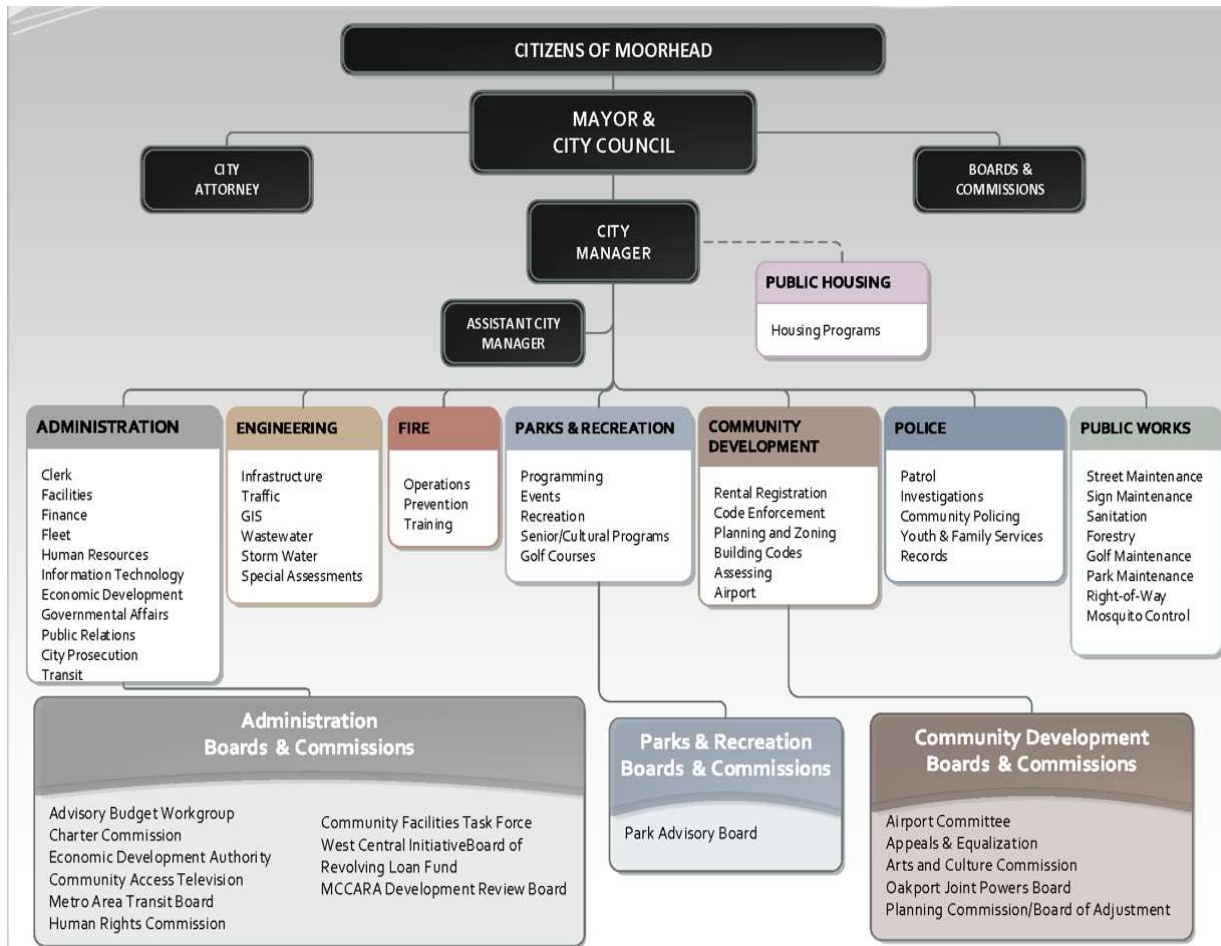 CITIZENS OF MOORHEAD
MAYOR &
CITY COUNCIL
CITY
ATTORNEY
BOARDS &
COMMISSIONS
CITY
MANAGER
PUBLIC HOUSING
Housing Programs
ASSISTANT CITY
MANAGER
ADMINISTRATION
Clerk
Facilities
Finance
Fleet
Human Resources
Information Technology
Economic Development
Governmental Affairs
Public Relations
City Prosecution
Transit
ENGINEERING
Infrastructure
Traffic
GIS
Wastewater
Storm Water
Special Assessments
FIRE
Operations
Prevention
Training
PARKS & RECREATION
Programming
Events
Recreation
Senior/Cultural Programs
Golf Courses
COMMUNITY
DEVELOPMENT
Rental Registration
Code Enforcement
Planning and Zoning
Building Codes
Assessing
Airport
POLICE
Patrol
Investigations
Community Policing
Youth & Family Services
Records
PUBLIC WORKS
Street Maintenance
Sign Maintenance
Sanitation
Forestry
Golf Maintenance
Park Maintenance
Right-of-Way
Mosquito Control
Administration
Boards & Commissions
Advisory Budget Workgroup
Charter Commission
Economic Development Authority
Community Access Television
Metro Area Transit Board
Human Rights Commission
Community Facilities Task Force
West Central InitiativeBoard of
Revolving Loan Fund
MCCARA Development Review Board
Parks & Recreation
Boards & Commissions
Park Advisory Board
Community Development
Boards & Commissions
Airport Committee
Appeals & Equalization
Arts and Culture Commission
Oakport Joint Powers Board
Planning Commission/Board of Adjustment